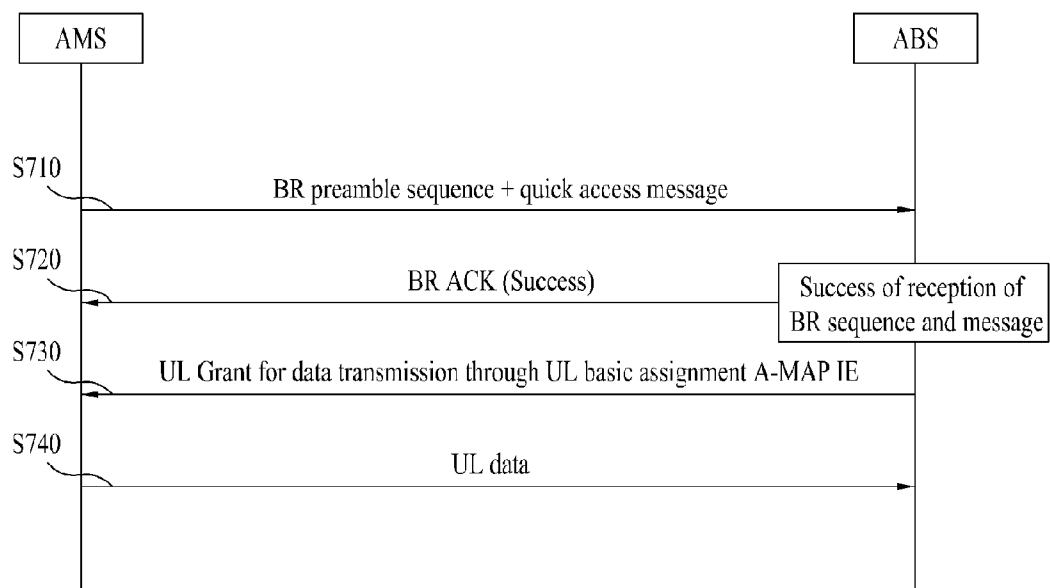 AMS
ABS
S710
BR preamble sequence + quick access message
S720
BR ACK (Success)
Success of reception of
BR sequence and message
S730
UL Grant for data transmission through UL basic assignment A-MAP IE
S740
UL data